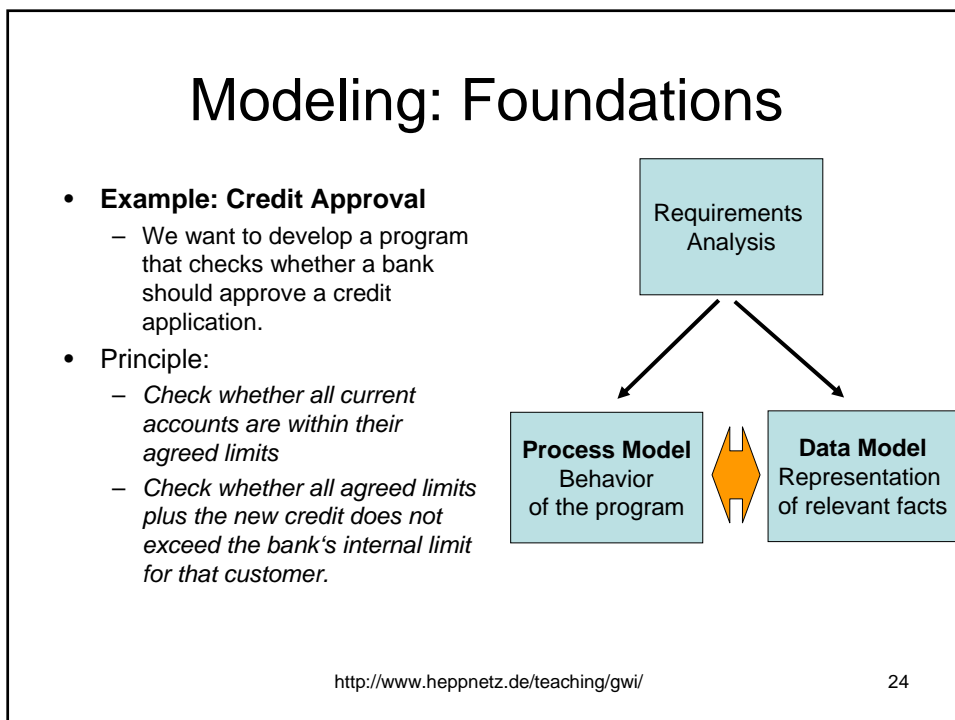 Modeling: Foundations
• Example: Credit Approval
– We want to develop a program
that checks whether a bank
should approve a credit
application.
• Principle:
– Check whether all current
accounts are within their
agreed limits
– Check whether all agreed limits
plus the new credit does not
exceed the bank‘s internal limit
for that customer.
Requirements
Analysis
Process Model
Behavior
of the program
Data Model
Representation
of relevant facts
http://www.heppnetz.de/teaching/gwi/
24